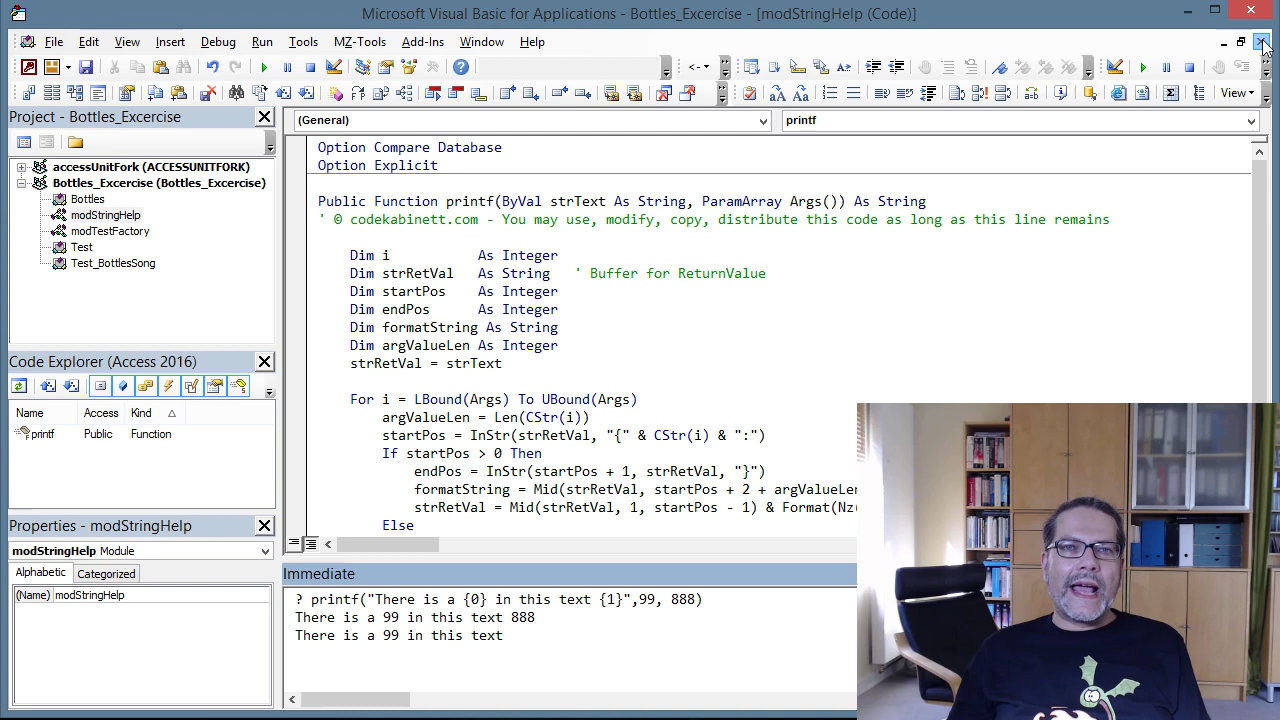 Microsoft Visual Basic for Applications - Bottles_Excercise - [modStringHelp (Code)]
File Edit View Insert Debug Run Tools MZ-Tools Add-Ins Window Help
View
Project - Bottles_Excercise
(General) printf
accessUnitFork (ACCESSUNITFORK)
Bottles_Excercise (Bottles_Excercise)
Bottles
modStringHelp
modTestFactory
Test
Test_BottlesSong
Code Explorer (Access 2016)
Name Access Kind
printf Public Function
Properties - modStringHelp
modStringHelp Module
Alphabetic Categorized
(Name) modStringHelp
Option Compare Database
Option Explicit
Public Function printf(ByVal strText As String, ParamArray Args()) As String
' © codekabinett.com - You may use, modify, copy, distribute this code as long as this line remains
Dim i As Integer
Dim strRetVal As String ' Buffer for ReturnValue
Dim startPos As Integer
Dim endPos As Integer
Dim formatString As String
Dim argValueLen As Integer
strRetVal = strText
For i = LBound(Args) To UBound(Args)
argValueLen = Len(CStr(i))
startPos = InStr(strRetVal, "{" & CStr(i) & ":")
If startPos > 0 Then
endPos = InStr(startPos + 1, strRetVal, "}")
formatString = Mid(strRetVal, startPos + 2 + argValueLen
strRetVal = Mid(strRetVal, 1, startPos - 1) & Format(Nz(
Else
Immediate
? printf("There is a {0} in this text {1}",99, 888)
There is a 99 in this text 888
There is a 99 in this text